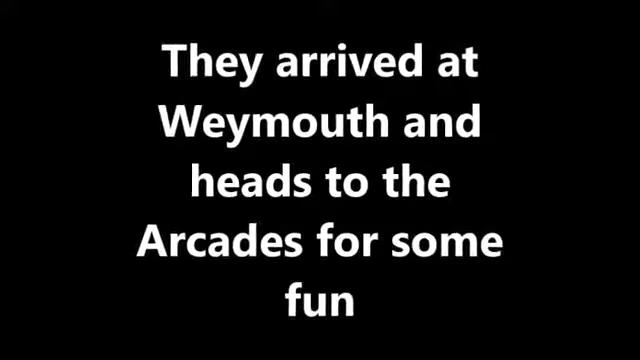 They arrived at
Weymouth and
heads to the
Arcades for some
fun